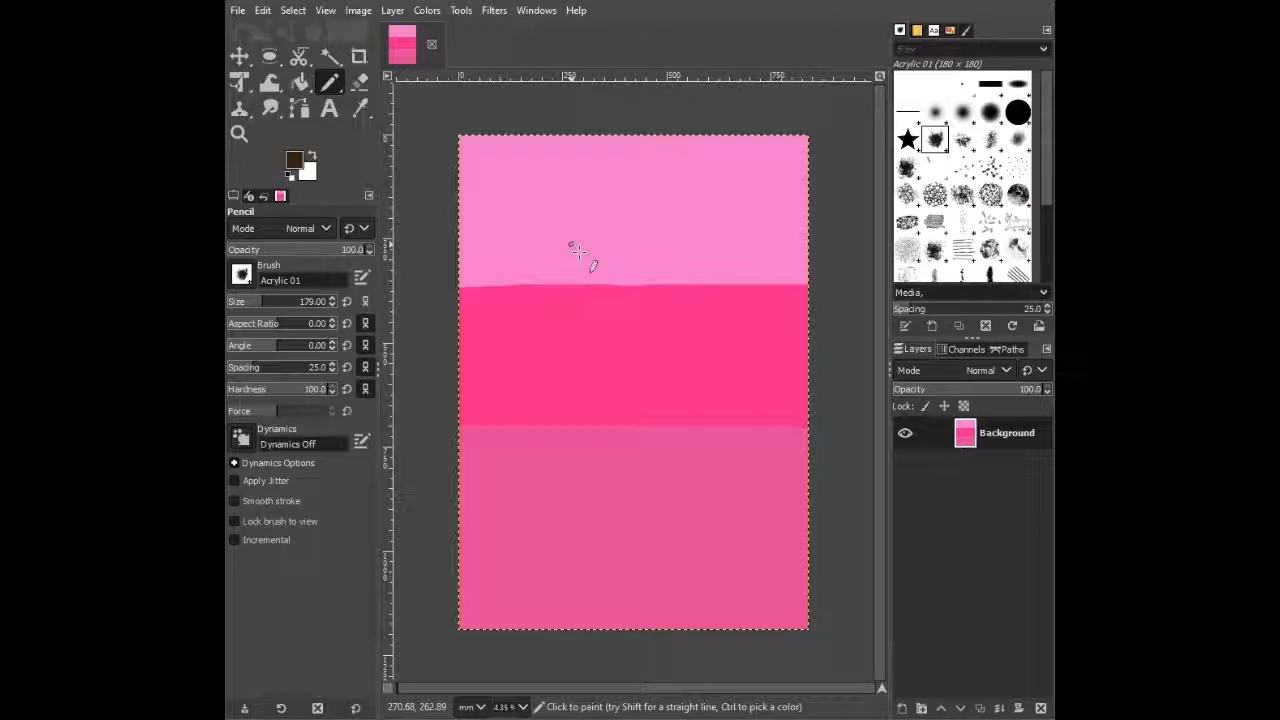 File Edit Select View Image Layer Colors Tools Filters Windows Help
filter
Acrylic 01 (180 × 180)
0 250 500 750
Pencil
Mode Normal
Opacity 100.0
Brush
Acrylic 01
Size 179.00
Aspect Ratio 0.00
Angle 0.00
Spacing 25.0
Hardness 100.0
Force
Dynamics
Dynamics Off
Dynamics Options
Apply Jitter
Smooth stroke
Lock brush to view
Incremental
Media,
Spacing 25.0
Layers Channels Paths
Mode Normal
Opacity 100.0
Lock:
Background
270.68, 262.89 mm 4.35 % Click to paint (try Shift for a straight line, Ctrl to pick a color)